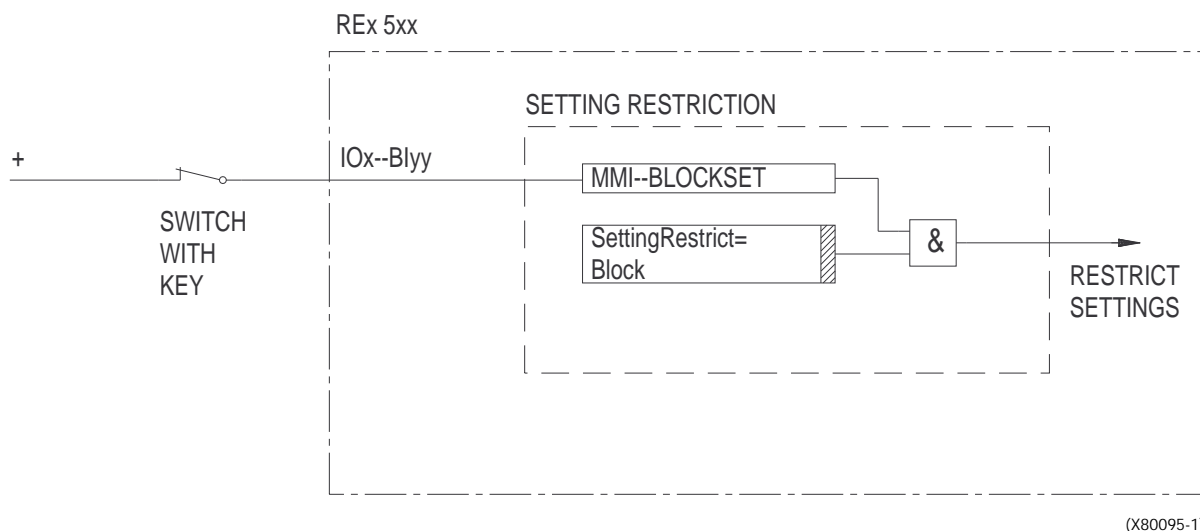 REx 5xx
SETTING RESTRICTION
+
IOx--BIyy
MMI--BLOCKSET
SWITCH
WITH
KEY
SettingRestrict=
Block
&
RESTRICT
SETTINGS
(X80095-1)